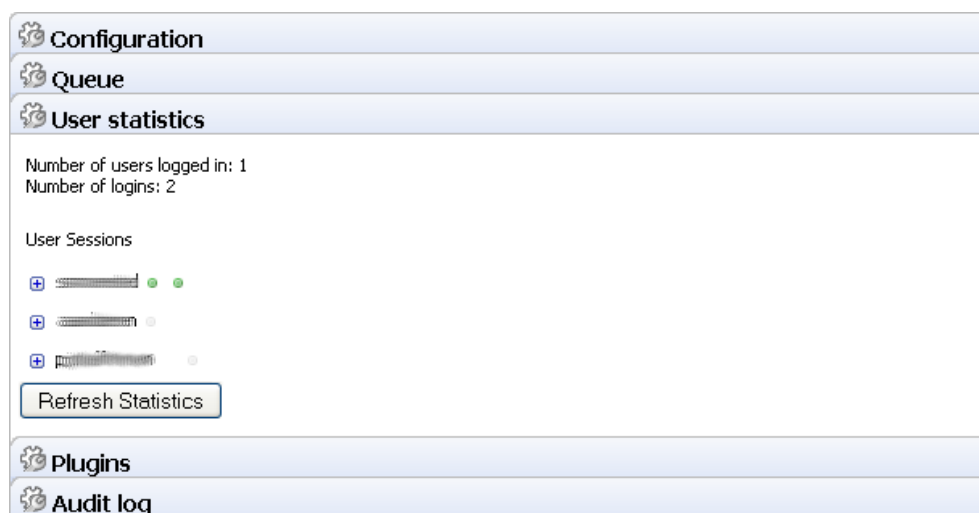 Configuration
Queue
User statistics
Number of users logged in: 1
Number of logins: 2
User Sessions
Refresh Statistics
Plugins
Audit log